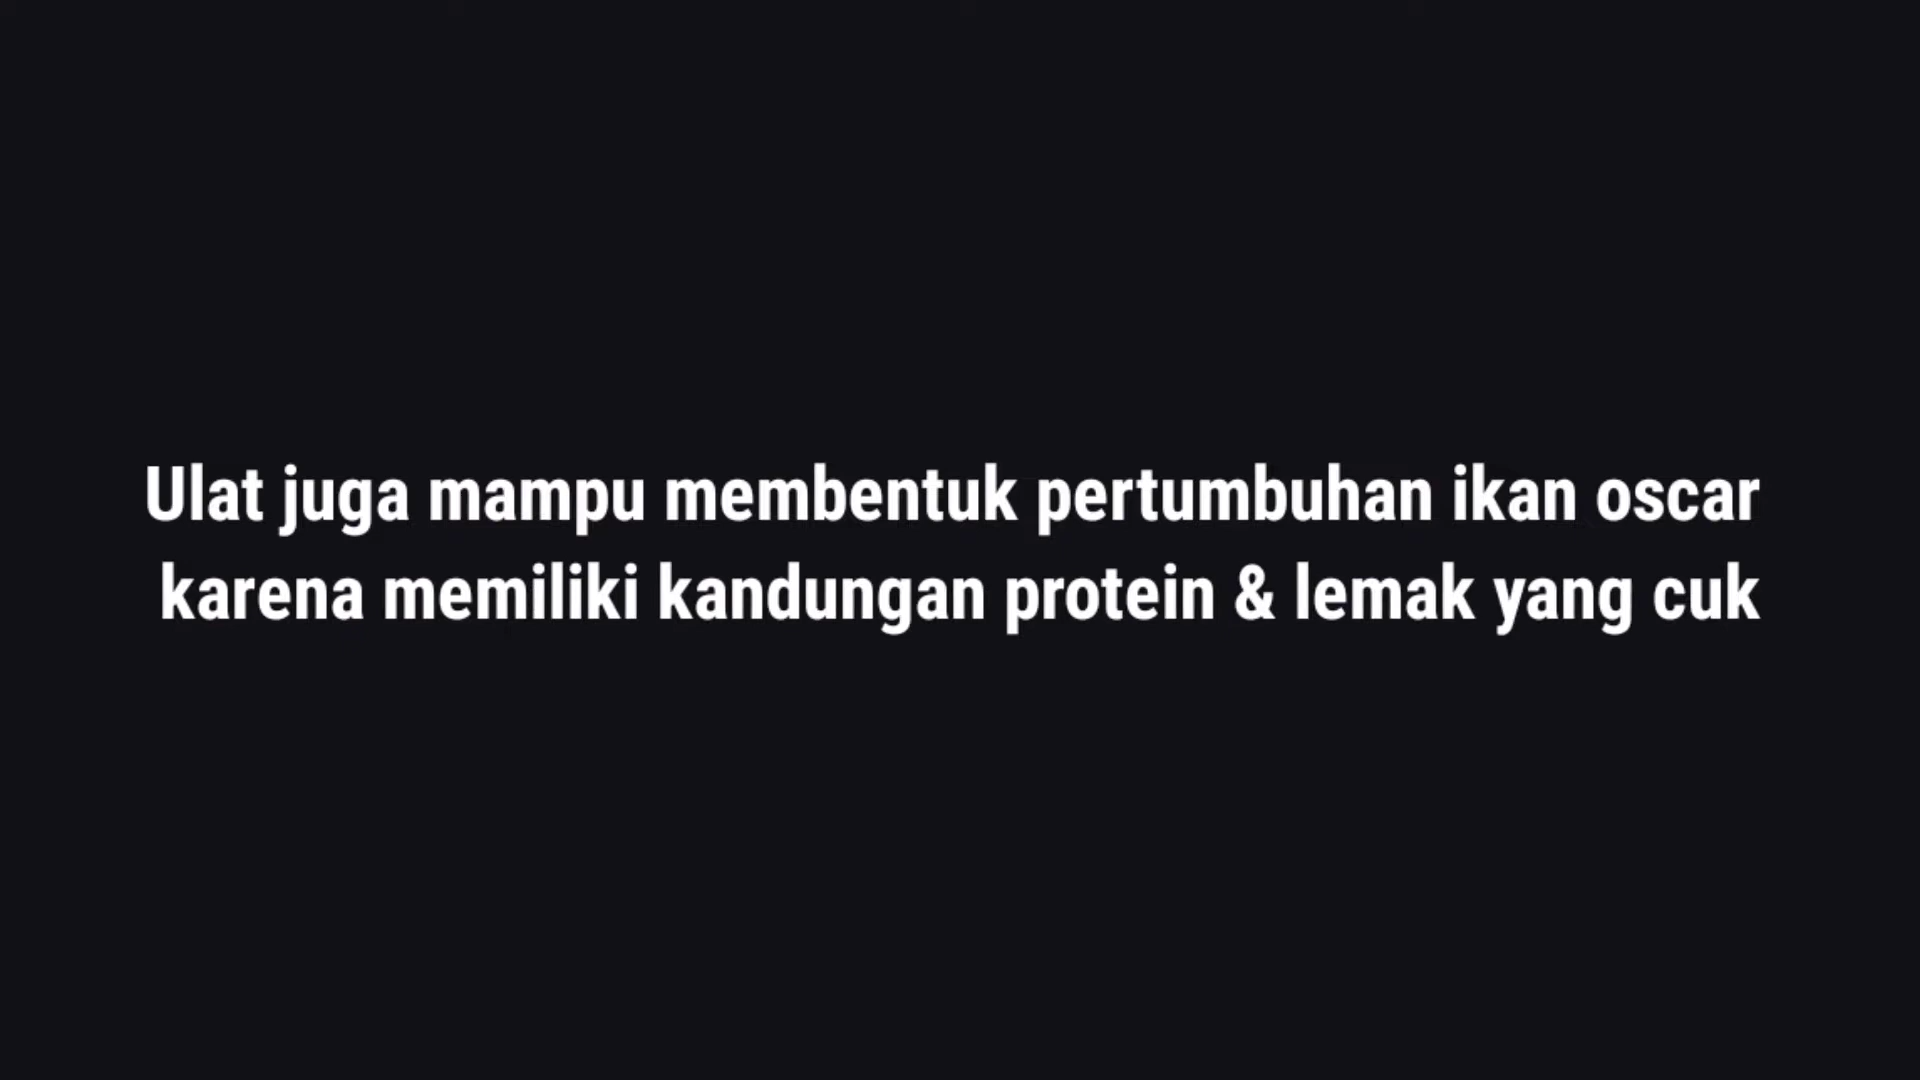 Ulat juga mampu membentuk pertumbuhan ikan oscar
karena memiliki kandungan protein & lemak yang cuk